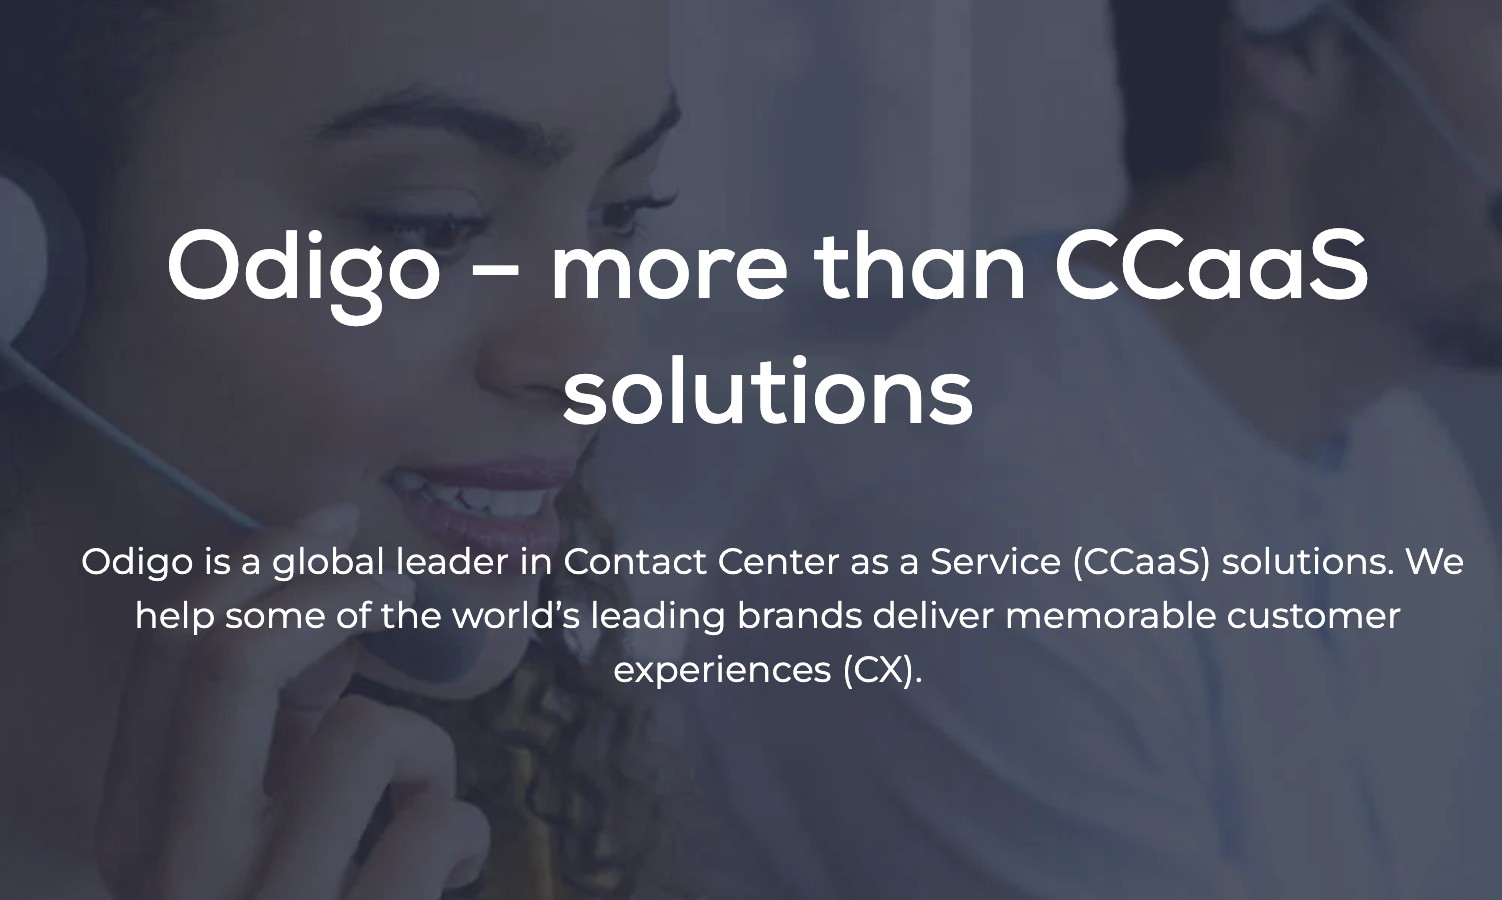 Odigo – more than CCaaS
solutions
Odigo is a global leader in Contact Center as a Service (CCaaS) solutions. We
help some of the world’s leading brands deliver memorable customer
experiences (CX).